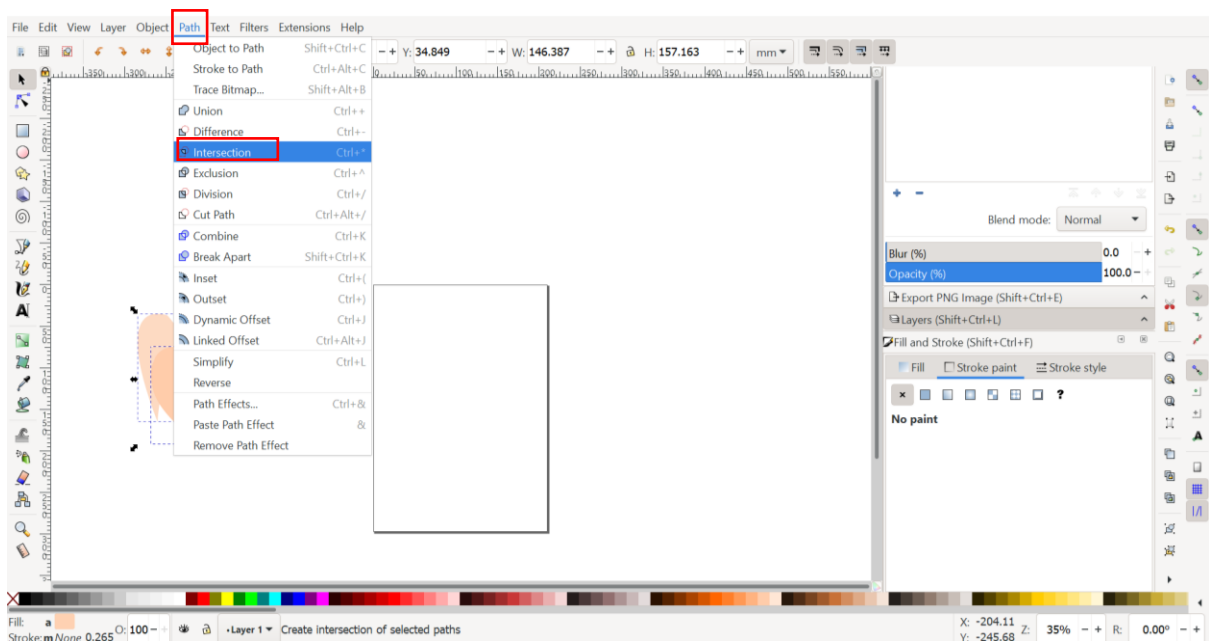 File Edit View Layer Object Path Text Filters Extensions Help
Y: 34.849 W: 146.387 H: 157.163 mm
Object to Path Shift+Ctrl+C
Stroke to Path Ctrl+Alt+C
Trace Bitmap... Shift+Alt+B
Union Ctrl++
Difference Ctrl+-
Intersection Ctrl+*
Exclusion Ctrl+^
Division Ctrl+/
Cut Path Ctrl+Alt+/
Combine Ctrl+K
Break Apart Shift+Ctrl+K
Inset Ctrl+(
Outset Ctrl+)
Dynamic Offset Ctrl+J
Linked Offset Ctrl+Alt+J
Simplify Ctrl+L
Reverse
Path Effects... Ctrl+&
Paste Path Effect &
Remove Path Effect
Blend mode: Normal
Blur (%) 0.0
Opacity (%) 100.0
Export PNG Image (Shift+Ctrl+E)
Layers (Shift+Ctrl+L)
Fill and Stroke (Shift+Ctrl+F)
Fill Stroke paint Stroke style
No paint
Fill: a
Stroke: m None 0.265 O: 100 Layer 1 Create intersection of selected paths
X: -204.11
Y: -245.68 Z: 35% R: 0.00°